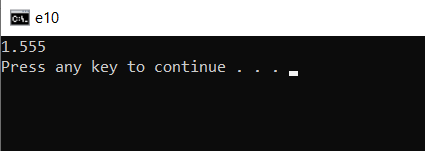 e10
1.555
Press any key to continue . . .